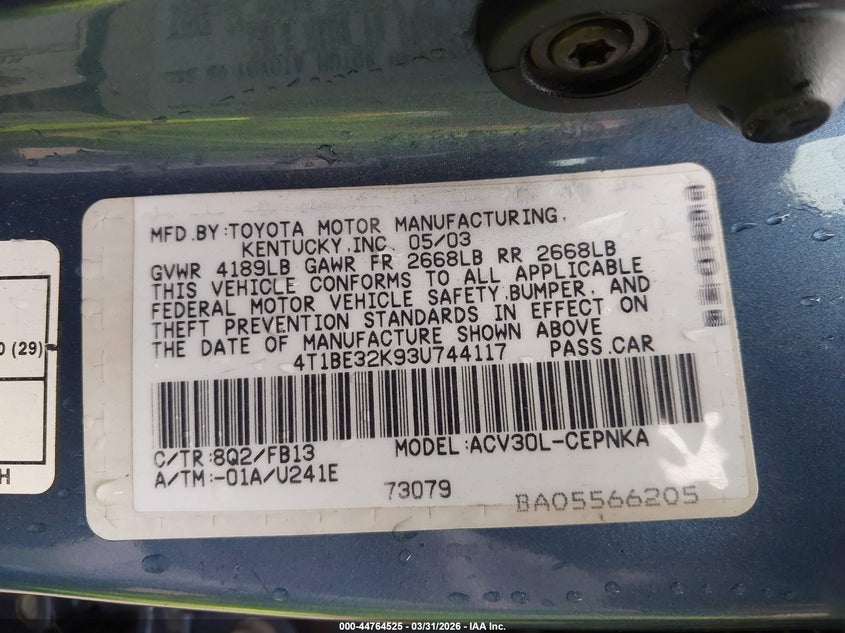 MFD.BY:TOYOTA MOTOR MANUFACTURING,
KENTUCKY,INC. 05/03
GVWR 4189LB GAWR FR 2668LB RR 2668LB
THIS VEHICLE CONFORMS TO ALL APPLICABLE
FEDERAL MOTOR VEHICLE SAFETY,BUMPER, AND
THEFT PREVENTION STANDARDS IN EFFECT ON
THE DATE OF MANUFACTURE SHOWN ABOVE
4T1BE32K93U744117 PASS.CAR
C/TR:8Q2/FB13 MODEL:ACV30L-CEPNKA
A/TM:-01A/U241E
73079 BA05566205
0 (29)
H
000-44764525 - 03/31/2026 - IAA Inc.